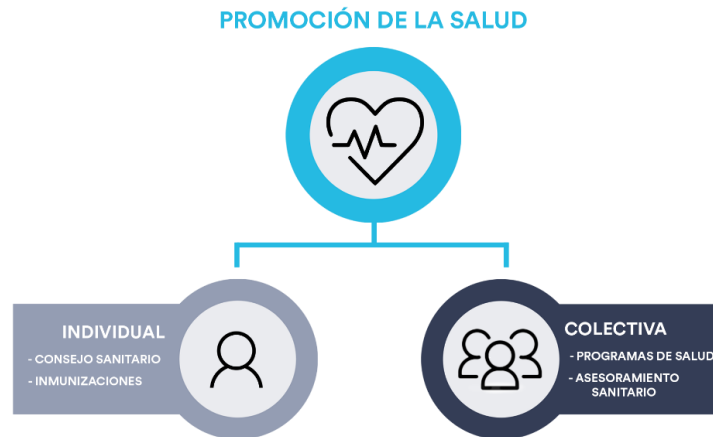 PROMOCIÓN DE LA SALUD
INDIVIDUAL
- CONSEJO SANITARIO
- INMUNIZACIONES
COLECTIVA
- PROGRAMAS DE SALUD
- ASESORAMIENTO
SANITARIO